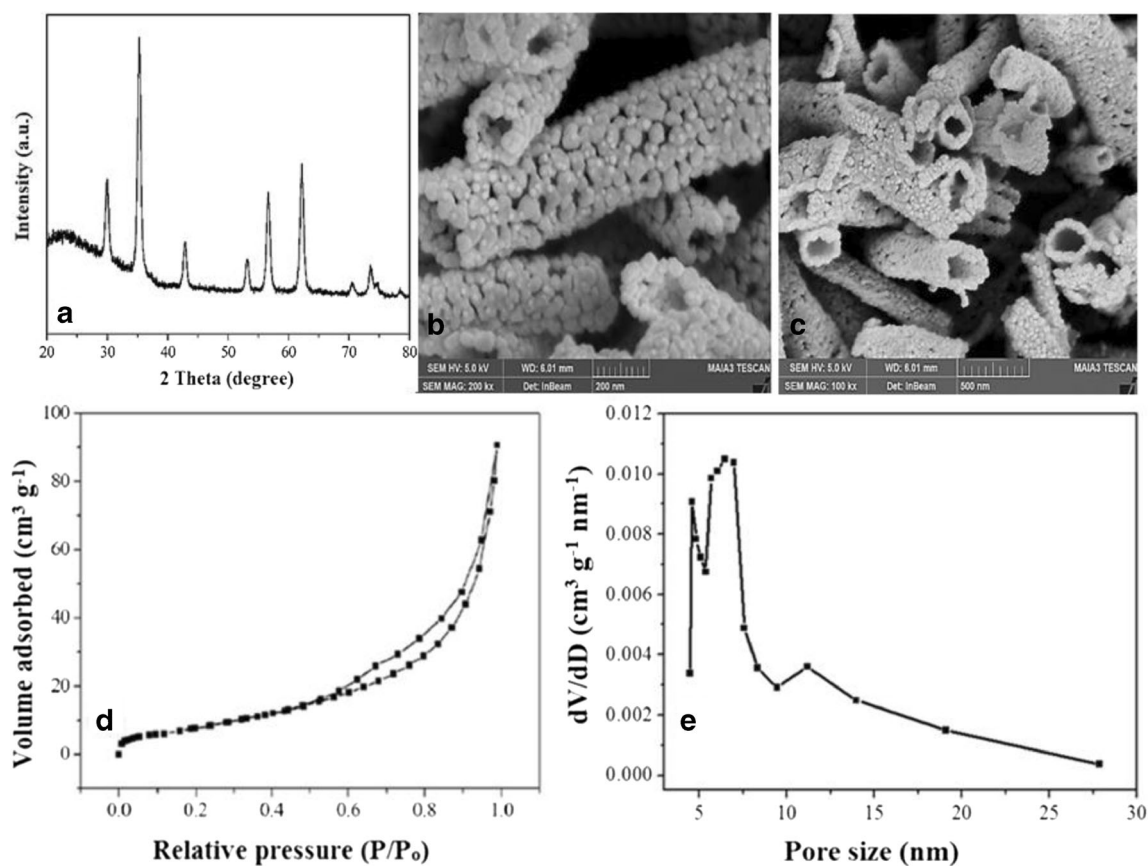 Intensity (a.u.)
a
20 30 40 50 60 70 80
2 Theta (degree)
b
SEM HV: 5.0 kV WD: 6.01 mm MAIA3 TESCAN
SEM MAG: 200 kx Det: InBeam 200 nm
c
SEM HV: 5.0 kV WD: 6.01 mm MAIA3 TESCAN
SEM MAG: 100 kx Det: InBeam 500 nm
Volume adsorbed (cm³ g⁻¹)
100
80
60
40
20
0
d
0.0 0.2 0.4 0.6 0.8 1.0
Relative pressure (P/Pₒ)
dV/dD (cm³ g⁻¹ nm⁻¹)
0.012
0.010
0.008
0.006
0.004
0.002
0.000
e
5 10 15 20 25 30
Pore size (nm)